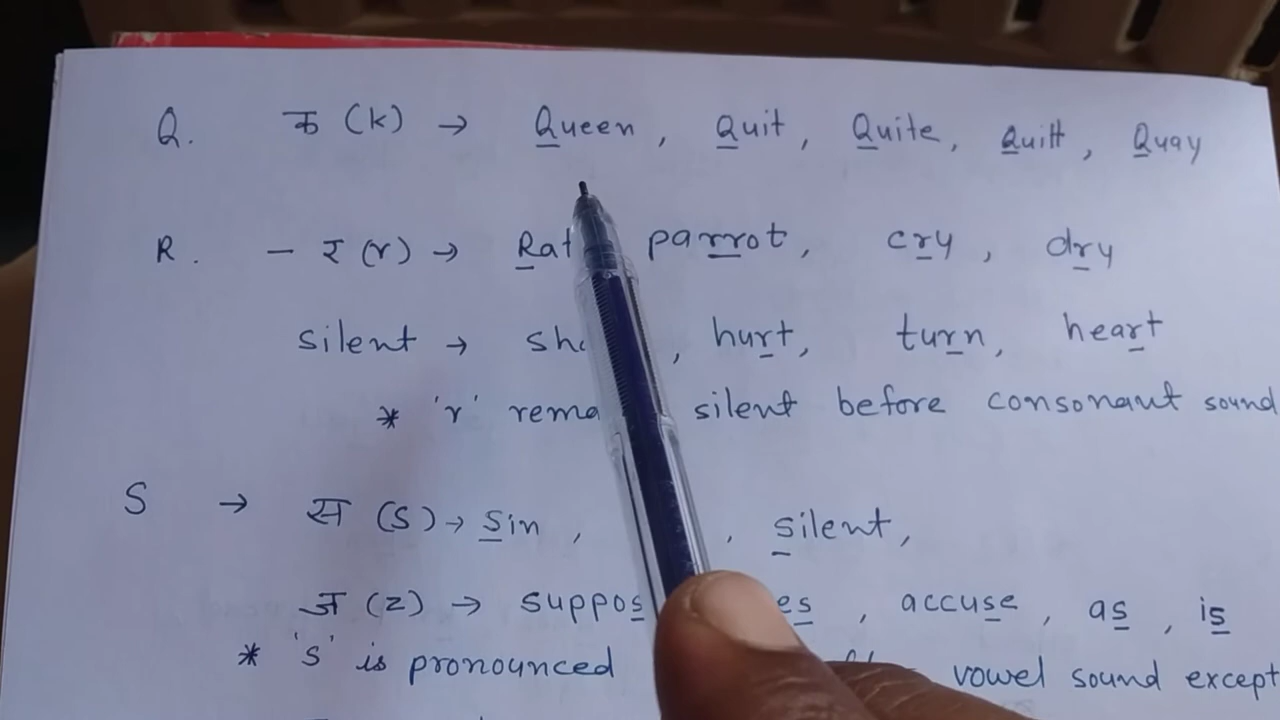 Q. क (k) → Queen, Quit, Quite, Quilt, Quay
R. - र (r) → Rat parrot, cry, dry
silent → , hurt, turn, heart
* 'r' silent before consonant sound
S → स (s) → Sin, , silent,
ज (z) → , accuse, as, is
* 's' is pronounced vowel sound except